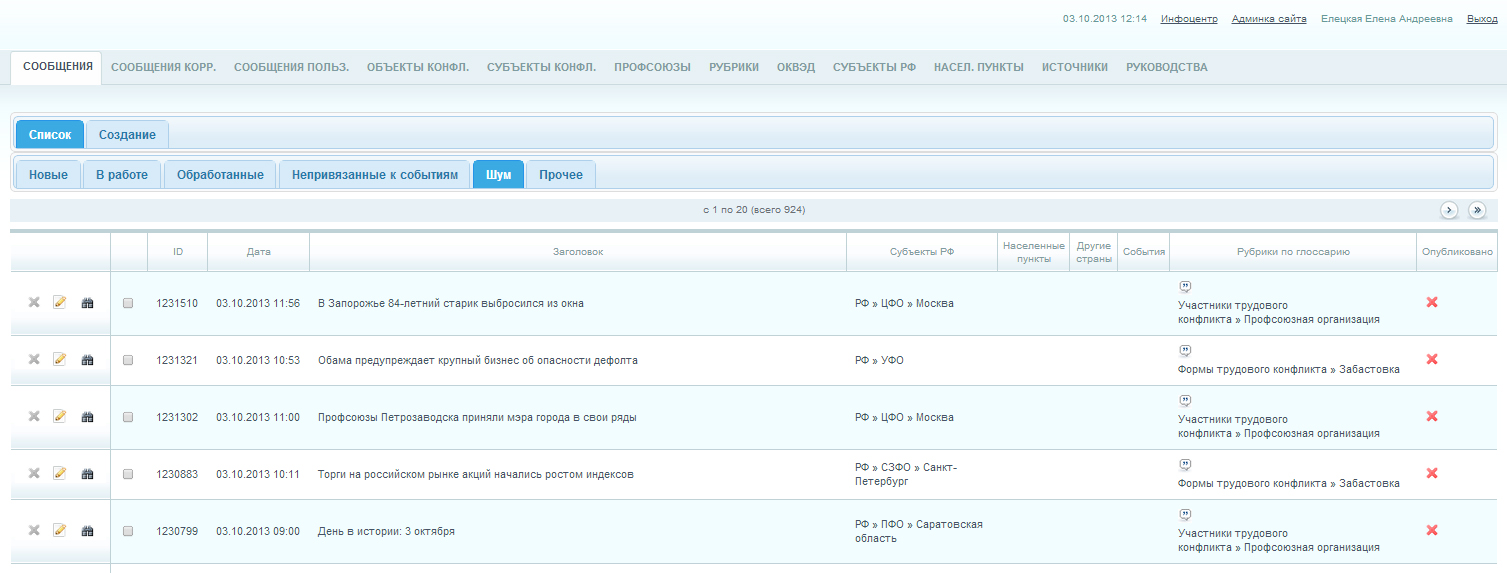 03.10.2013 12:14 Инфоцентр Админка сайта Елецкая Елена Андреевна Выход
СООБЩЕНИЯ СООБЩЕНИЯ КОРР. СООБЩЕНИЯ ПОЛЬЗ. ОБЪЕКТЫ КОНФЛ. СУБЪЕКТЫ КОНФЛ. ПРОФСОЮЗЫ РУБРИКИ ОКВЭД СУБЪЕКТЫ РФ НАСЕЛ. ПУНКТЫ ИСТОЧНИКИ РУКОВОДСТВА
Список Создание
Новые В работе Обработанные Непривязанные к событиям Шум Прочее
с 1 по 20 (всего 924)
ID Дата Заголовок Субъекты РФ Населенные пункты Другие страны События Рубрики по глоссарию Опубликовано
1231510 03.10.2013 11:56 В Запорожье 84-летний старик выбросился из окна РФ » ЦФО » Москва Участники трудового
конфликта » Профсоюзная организация
1231321 03.10.2013 10:53 Обама предупреждает крупный бизнес об опасности дефолта РФ » УФО Формы трудового конфликта » Забастовка
1231302 03.10.2013 11:00 Профсоюзы Петрозаводска приняли мэра города в свои ряды РФ » ЦФО » Москва Участники трудового
конфликта » Профсоюзная организация
1230883 03.10.2013 10:11 Торги на российском рынке акций начались ростом индексов РФ » СЗФО » Санкт-
Петербург Формы трудового конфликта » Забастовка
1230799 03.10.2013 09:00 День в истории: 3 октября РФ » ПФО » Саратовская
область Участники трудового
конфликта » Профсоюзная организация